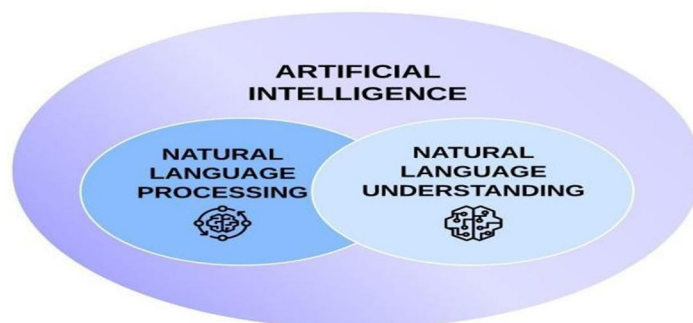 ARTIFICIAL
INTELLIGENCE
NATURAL
LANGUAGE
PROCESSING
NATURAL
LANGUAGE
UNDERSTANDING